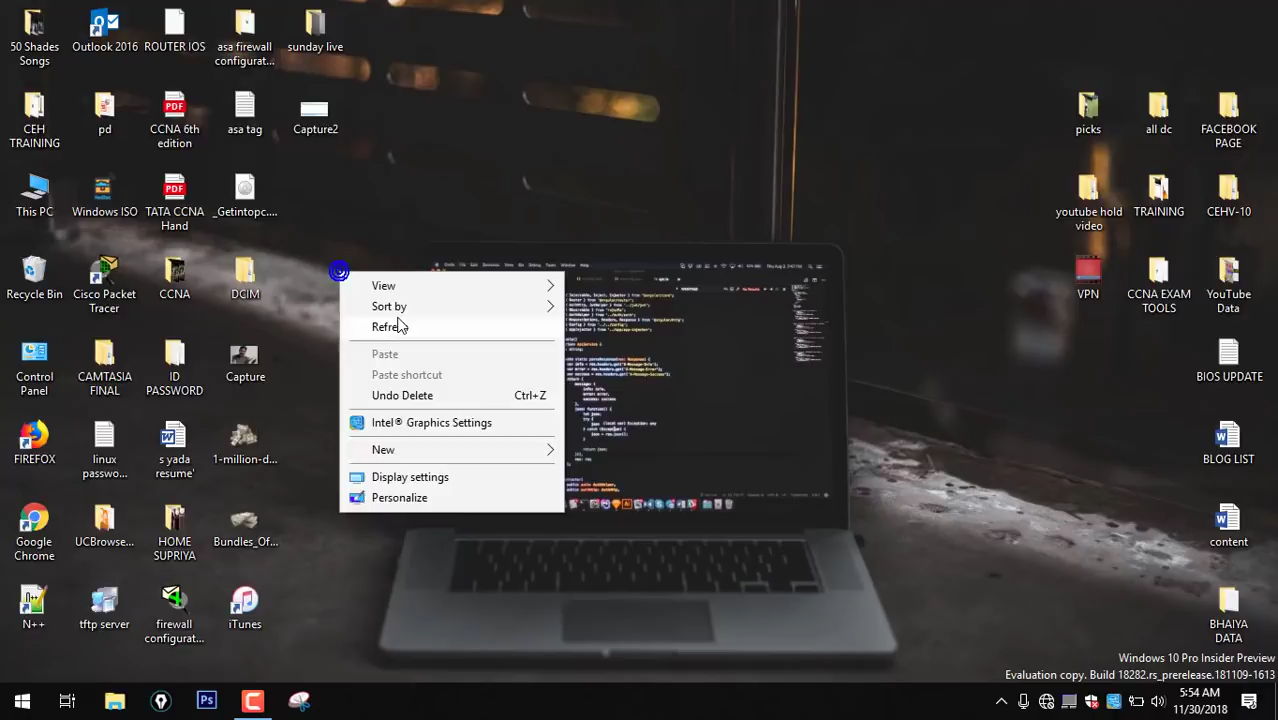 50 Shades
Songs
Outlook 2016
ROUTER IOS
asa firewall
configurat...
sunday live
CEH
TRAINING
pd
CCNA 6th
edition
asa tag
Capture2
This PC
Windows ISO
TATA CCNA
Hand
_Getintopc....
Recycle Bin
Cisco Packet
Tracer
CCNA
DCIM
Control
Panel
CAMTASIA
FINAL
ID
PASSWORD
Capture
FIREFOX
linux
passwo...
s yada
resume'
1-million-d...
Google
Chrome
UCBrowse...
HOME
SUPRIYA
Bundles_Of...
N++
tftp server
firewall
configurat...
iTunes
View
Sort by
Refresh
Paste
Paste shortcut
Undo Delete Ctrl+Z
Intel® Graphics Settings
New
Display settings
Personalize
picks
all dc
FACEBOOK
PAGE
youtube hold
video
TRAINING
CEHV-10
VPN
CCNA EXAM
TOOLS
YouTube
Data
BIOS UPDATE
BLOG LIST
content
BHAIYA
DATA
Windows 10 Pro Insider Preview
Evaluation copy. Build 18282.rs_prerelease.181109-1613
Ps
5:54 AM
11/30/2018